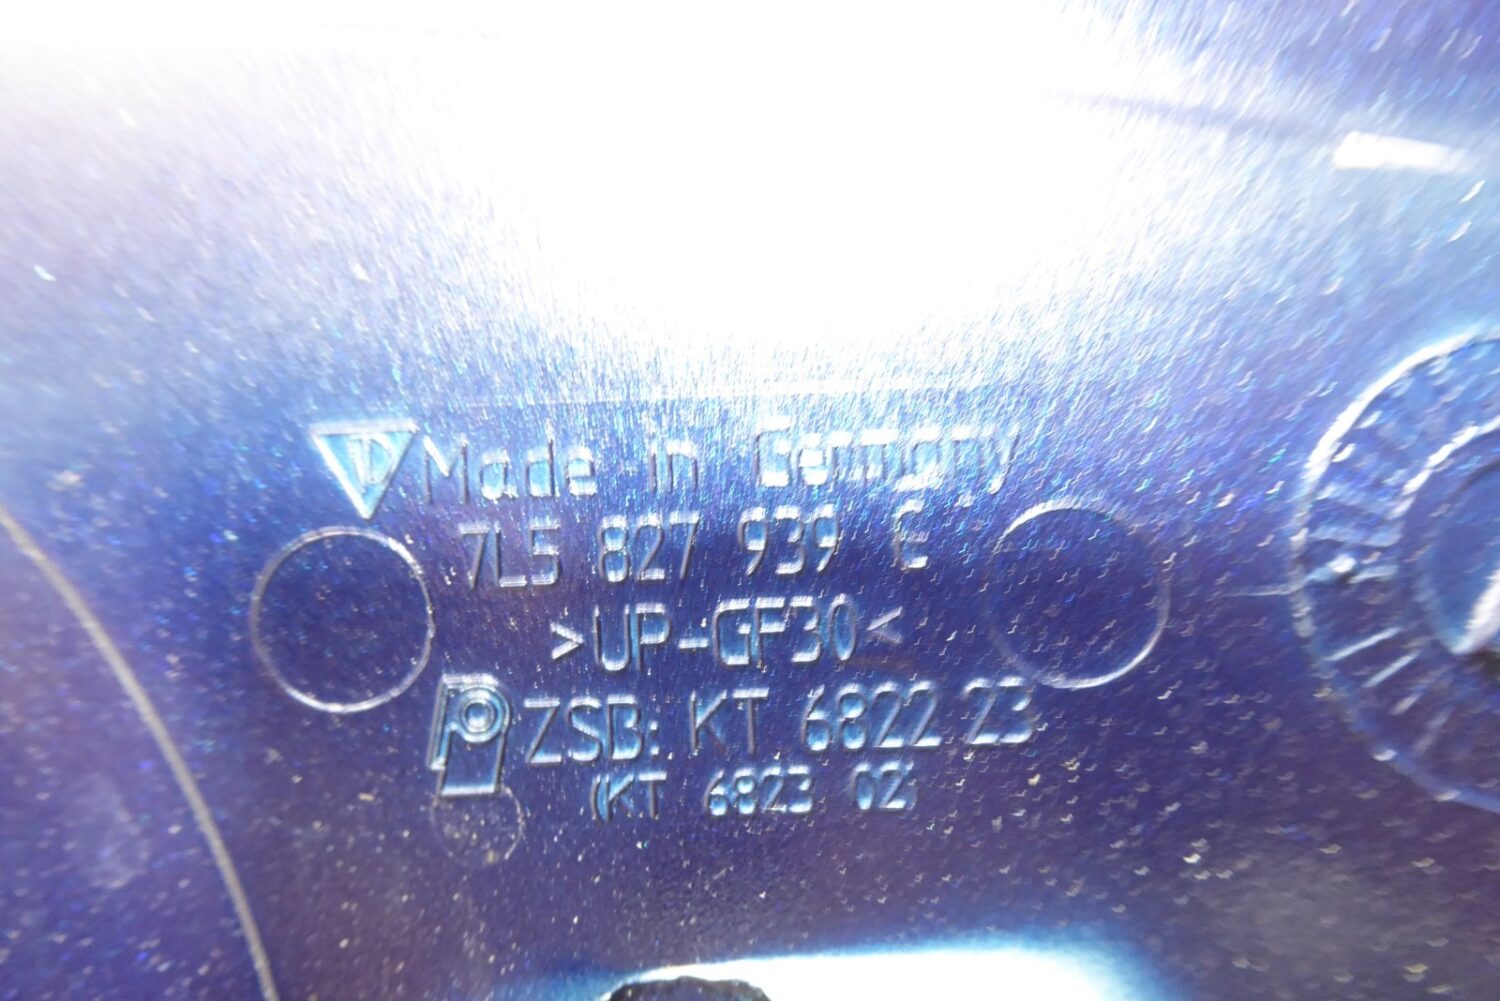 Made in Germany
7L5 827 939 C
>UP-GF30<
ZSB: KT 6822 23
(KT 6823 02)